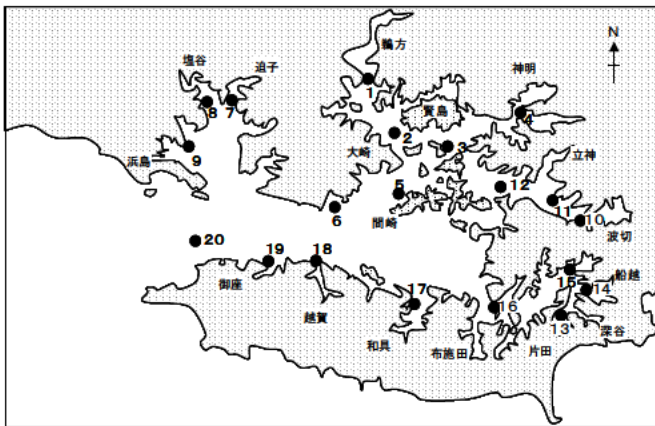 N
鵜方
塩谷
迫子
神明
1
賢島
8
7
4
2
大崎
3
9
浜島
立神
12
5
11
6
間崎
10
波切
20
19
18
船越
15
御座
14
17
16
越賀
13
深谷
和具
布施田
片田